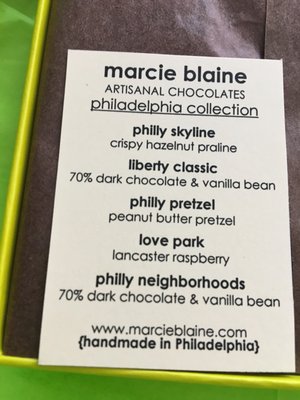 marcie blaine
ARTISANAL CHOCOLATES
philadelphia collection
philly skyline
crispy hazelnut praline
liberty classic
70% dark chocolate & vanilla bean
philly pretzel
peanut butter pretzel
love park
lancaster raspberry
philly neighborhoods
70% dark chocolate & vanilla bean
www.marcieblaine.com
{handmade in Philadelphia}